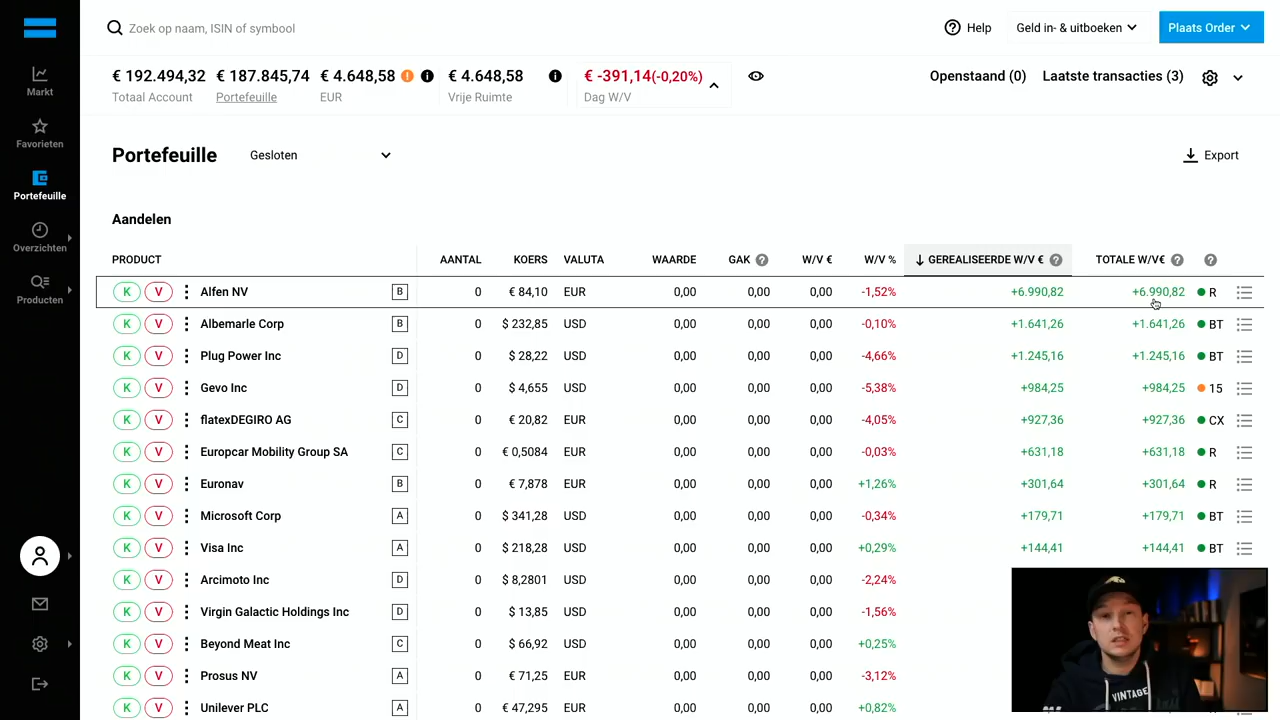 Zoek op naam, ISIN of symbool
Help
Geld in- & uitboeken
Plaats Order
€ 192.494,32 € 187.845,74 € 4.648,58 € 4.648,58 € -391,14(-0,20%)
Totaal Account Portefeuille EUR Vrije Ruimte Dag W/V
Openstaand (0) Laatste transacties (3)
Markt
Favorieten
Portefeuille
Overzichten
Producten
Portefeuille Gesloten Export
Aandelen
PRODUCT AANTAL KOERS VALUTA WAARDE GAK W/V € W/V % GEREALISEERDE W/V € TOTALE W/V€
K V Alfen NV B 0 € 84,10 EUR 0,00 0,00 0,00 -1,52% +6.990,82 +6.990,82 R
K V Albemarle Corp B 0 $ 232,85 USD 0,00 0,00 0,00 -0,10% +1.641,26 +1.641,26 BT
K V Plug Power Inc D 0 $ 28,22 USD 0,00 0,00 0,00 -4,66% +1.245,16 +1.245,16 BT
K V Gevo Inc D 0 $ 4,655 USD 0,00 0,00 0,00 -5,38% +984,25 +984,25 15
K V flatexDEGIRO AG C 0 € 20,82 EUR 0,00 0,00 0,00 -4,05% +927,36 +927,36 CX
K V Europcar Mobility Group SA C 0 € 0,5084 EUR 0,00 0,00 0,00 -0,03% +631,18 +631,18 R
K V Euronav B 0 € 7,878 EUR 0,00 0,00 0,00 +1,26% +301,64 +301,64 R
K V Microsoft Corp A 0 $ 341,28 USD 0,00 0,00 0,00 -0,34% +179,71 +179,71 BT
K V Visa Inc A 0 $ 218,28 USD 0,00 0,00 0,00 +0,29% +144,41 +144,41 BT
K V Arcimoto Inc D 0 $ 8,2801 USD 0,00 0,00 0,00 -2,24%
K V Virgin Galactic Holdings Inc D 0 $ 13,85 USD 0,00 0,00 0,00 -1,56%
K V Beyond Meat Inc C 0 $ 66,92 USD 0,00 0,00 0,00 +0,25%
K V Prosus NV A 0 € 71,25 EUR 0,00 0,00 0,00 -3,12%
K V Unilever PLC A 0 € 47,295 EUR 0,00 0,00 0,00 +0,82%
VINTAGE